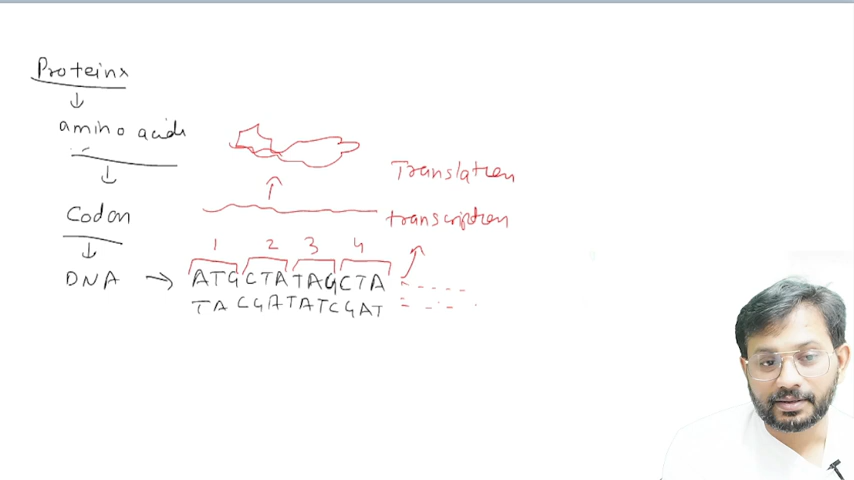 Proteins
amino acids
Translation
Codon
transcription
1 2 3 4
DNA → ATGCTATAGCTA
TACGATATCGAT